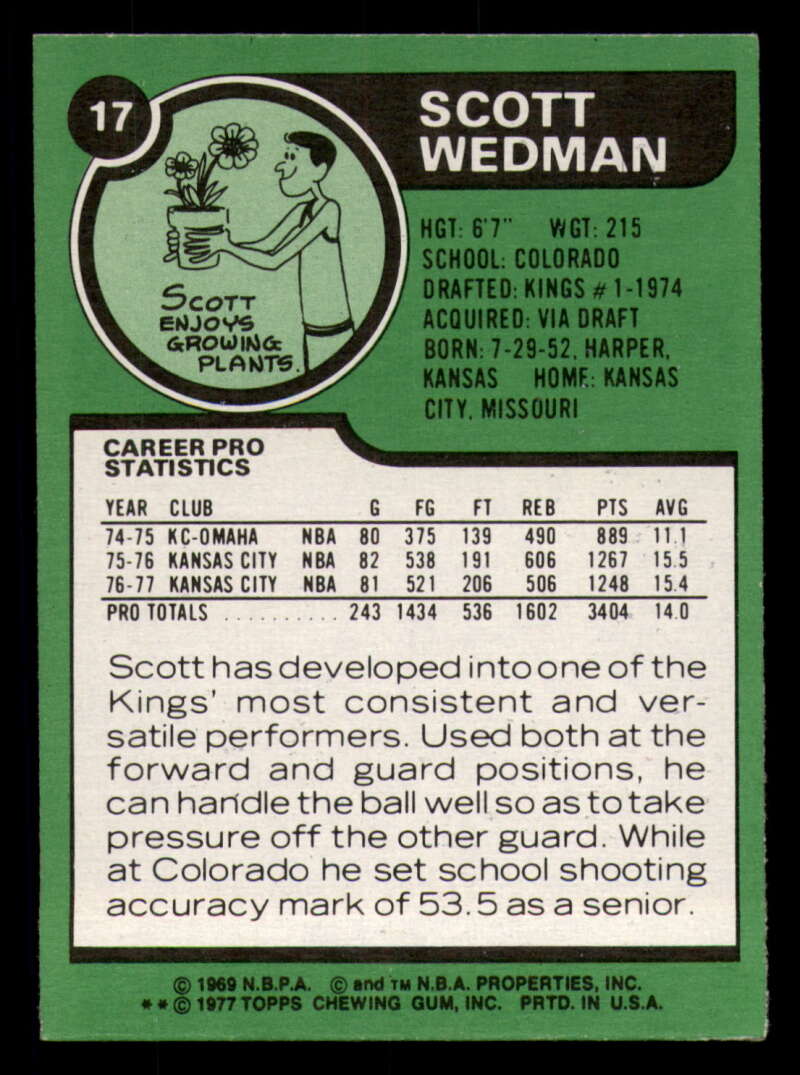 17
SCOTT
WEDMAN
SCOTT
ENJOYS
GROWING
PLANTS.
HGT: 6'7" WGT: 215
SCHOOL: COLORADO
DRAFTED: KINGS #1-1974
ACQUIRED: VIA DRAFT
BORN: 7-29-52, HARPER,
KANSAS HOME: KANSAS
CITY, MISSOURI
CAREER PRO
STATISTICS
YEAR CLUB G FG FT REB PTS AVG
74-75 KC-OMAHA NBA 80 375 139 490 889 11.1
75-76 KANSAS CITY NBA 82 538 191 606 1267 15.5
76-77 KANSAS CITY NBA 81 521 206 506 1248 15.4
PRO TOTALS .......... 243 1434 536 1602 3404 14.0
Scott has developed into one of the
Kings' most consistent and ver-
satile performers. Used both at the
forward and guard positions, he
can handle the ball well so as to take
pressure off the other guard. While
at Colorado he set school shooting
accuracy mark of 53.5 as a senior.
© 1969 N.B.P.A. © and TM N.B.A. PROPERTIES, INC.
**© 1977 TOPPS CHEWING GUM, INC. PRTD. IN U.S.A.